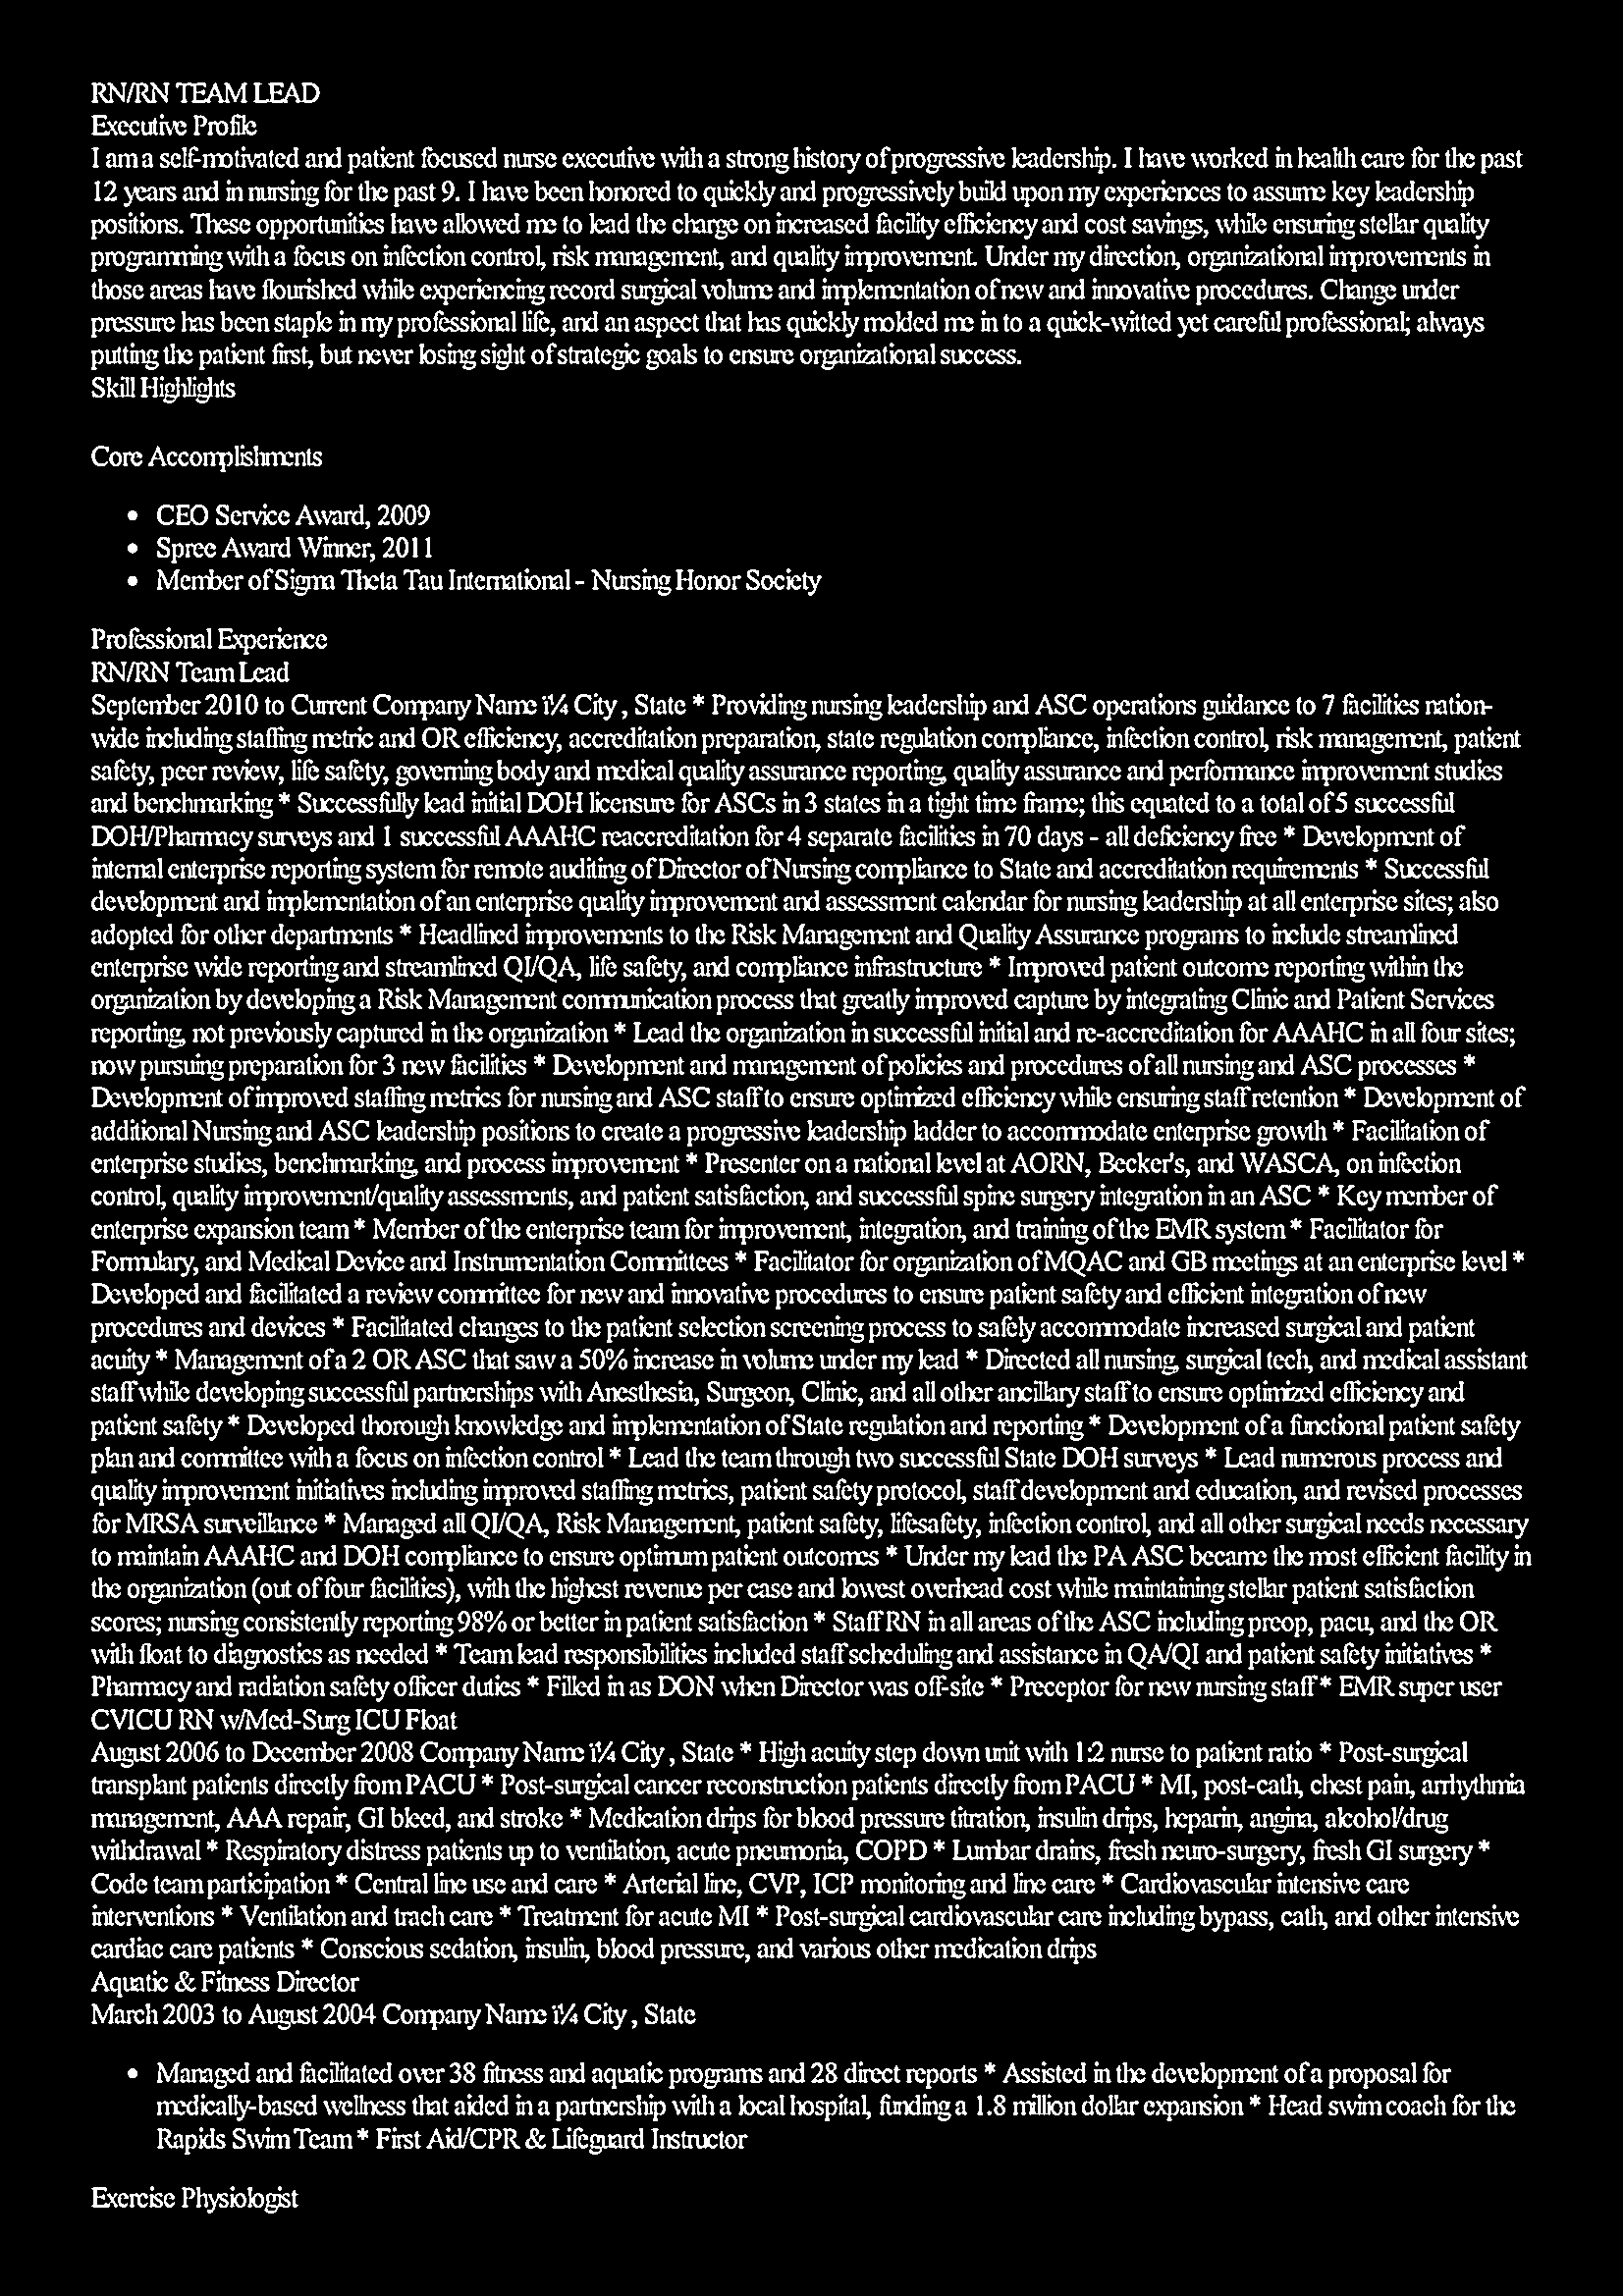 RN/RN TEAM LEAD
Executive Profile
I am a self-motivated and patient focused nurse executive with a strong history of progressive leadership. I have worked in health care for the past
12 years and in nursing for the past 9. I have been honored to quickly and progressively build upon my experiences to assume key leadership
positions. These opportunities have allowed me to lead the charge on increased facility efficiency and cost savings, while ensuring stellar quality
programming with a focus on infection control, risk management, and quality improvement. Under my direction, organizational improvements in
those areas have flourished while experiencing record surgical volume and implementation of new and innovative procedures. Change under
pressure has been staple in my professional life, and an aspect that has quickly molded me in to a quick-witted yet careful professional; always
putting the patient first, but never losing sight of strategic goals to ensure organizational success.
Skill Highlights
Core Accomplishments
• CEO Service Award, 2009
• Spree Award Winner, 2011
• Member of Sigma Theta Tau International - Nursing Honor Society
Professional Experience
RN/RN Team Lead
September 2010 to Current Company Name ï¼ City , State * Providing nursing leadership and ASC operations guidance to 7 facilities nation-
wide including staffing metric and OR efficiency, accreditation preparation, state regulation compliance, infection control, risk management, patient
safety, peer review, life safety, governing body and medical quality assurance reporting, quality assurance and performance improvement studies
and benchmarking * Successfully lead initial DOH licensure for ASCs in 3 states in a tight time frame; this equated to a total of 5 successful
DOH/Pharmacy surveys and 1 successful AAAHC reaccreditation for 4 separate facilities in 70 days - all deficiency free * Development of
internal enterprise reporting system for remote auditing of Director of Nursing compliance to State and accreditation requirements * Successful
development and implementation of an enterprise quality improvement and assessment calendar for nursing leadership at all enterprise sites; also
adopted for other departments * Headlined improvements to the Risk Management and Quality Assurance programs to include streamlined
enterprise wide reporting and streamlined QI/QA, life safety, and compliance infrastructure * Improved patient outcome reporting within the
organization by developing a Risk Management communication process that greatly improved capture by integrating Clinic and Patient Services
reporting, not previously captured in the organization * Lead the organization in successful initial and re-accreditation for AAAHC in all four sites;
now pursuing preparation for 3 new facilities * Development and management of policies and procedures of all nursing and ASC processes *
Development of improved staffing metrics for nursing and ASC staff to ensure optimized efficiency while ensuring staff retention * Development of
additional Nursing and ASC leadership positions to create a progressive leadership ladder to accommodate enterprise growth * Facilitation of
enterprise studies, benchmarking, and process improvement * Presenter on a national level at AORN, Becker's, and WASCA, on infection
control, quality improvement/quality assessments, and patient satisfaction, and successful spine surgery integration in an ASC * Key member of
enterprise expansion team * Member of the enterprise team for improvement, integration, and training of the EMR system * Facilitator for
Formulary, and Medical Device and Instrumentation Committees * Facilitator for organization of MQAC and GB meetings at an enterprise level *
Developed and facilitated a review committee for new and innovative procedures to ensure patient safety and efficient integration of new
procedures and devices * Facilitated changes to the patient selection screening process to safely accommodate increased surgical and patient
acuity * Management of a 2 OR ASC that saw a 50% increase in volume under my lead * Directed all nursing, surgical tech, and medical assistant
staff while developing successful partnerships with Anesthesia, Surgeon, Clinic, and all other ancillary staff to ensure optimized efficiency and
patient safety * Developed thorough knowledge and implementation of State regulation and reporting * Development of a functional patient safety
plan and committee with a focus on infection control * Lead the team through two successful State DOH surveys * Lead numerous process and
quality improvement initiatives including improved staffing metrics, patient safety protocol, staff development and education, and revised processes
for MRSA surveillance * Managed all QI/QA, Risk Management, patient safety, lifesafety, infection control, and all other surgical needs necessary
to maintain AAAHC and DOH compliance to ensure optimum patient outcomes * Under my lead the PA ASC became the most efficient facility in
the organization (out of four facilities), with the highest revenue per case and lowest overhead cost while maintaining stellar patient satisfaction
scores; nursing consistently reporting 98% or better in patient satisfaction * Staff RN in all areas of the ASC including preop, pacu, and the OR
with float to diagnostics as needed * Team lead responsibilities included staff scheduling and assistance in QA/QI and patient safety initiatives *
Pharmacy and radiation safety officer duties * Filled in as DON when Director was off-site * Preceptor for new nursing staff * EMR super user
CVICU RN w/Med-Surg ICU Float
August 2006 to December 2008 Company Name ï¼ City , State * High acuity step down unit with 1:2 nurse to patient ratio * Post-surgical
transplant patients directly from PACU * Post-surgical cancer reconstruction patients directly from PACU * MI, post-cath, chest pain, arrhythmia
management, AAA repair, GI bleed, and stroke * Medication drips for blood pressure titration, insulin drips, heparin, angina, alcohol/drug
withdrawal * Respiratory distress patients up to ventilation, acute pneumonia, COPD * Lumbar drains, fresh neuro-surgery, fresh GI surgery *
Code team participation * Central line use and care * Arterial line, CVP, ICP monitoring and line care * Cardiovascular intensive care
interventions * Ventilation and trach care * Treatment for acute MI * Post-surgical cardiovascular care including bypass, cath, and other intensive
cardiac care patients * Conscious sedation, insulin, blood pressure, and various other medication drips
Aquatic & Fitness Director
March 2003 to August 2004 Company Name ï¼ City , State
• Managed and facilitated over 38 fitness and aquatic programs and 28 direct reports * Assisted in the development of a proposal for
medically-based wellness that aided in a partnership with a local hospital, funding a 1.8 million dollar expansion * Head swim coach for the
Rapids Swim Team * First Aid/CPR & Lifeguard Instructor
Exercise Physiologist